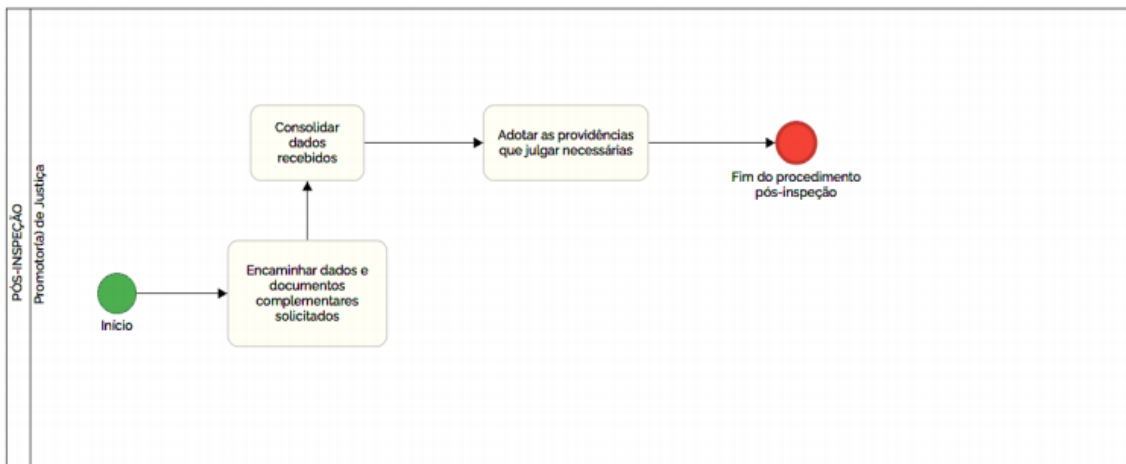 PÓS-INSPEÇÃO
Promotor(a) de Justiça
Início
Encaminhar dados e
documentos
complementares
solicitados
Consolidar
dados
recebidos
Adotar as providências
que julgar necessárias
Fim do procedimento
pós-inspeção